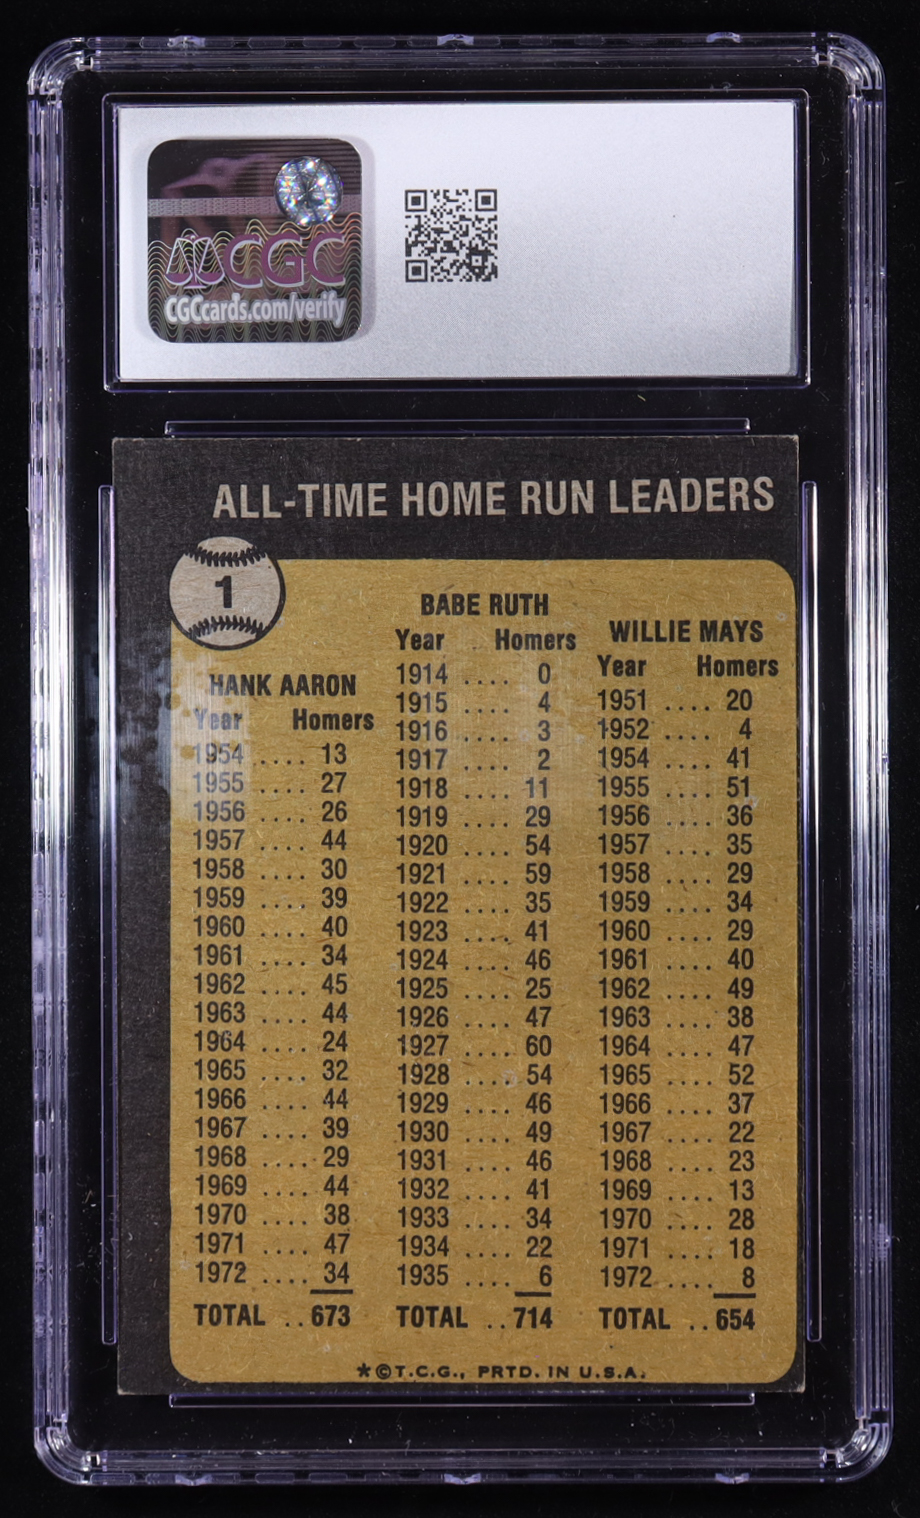 CGC
CGCcards.com/verify
ALL-TIME HOME RUN LEADERS
1
HANK AARON
Year Homers
1954 .... 13
1955 .... 27
1956 .... 26
1957 .... 44
1958 .... 30
1959 .... 39
1960 .... 40
1961 .... 34
1962 .... 45
1963 .... 44
1964 .... 24
1965 .... 32
1966 .... 44
1967 .... 39
1968 .... 29
1969 .... 44
1970 .... 38
1971 .... 47
1972 .... 34
TOTAL .. 673
BABE RUTH
Year .. Homers
1914 .... 0
1915 .... 4
1916 .... 3
1917 .... 2
1918 .... 11
1919 .... 29
1920 .... 54
1921 .... 59
1922 .... 35
1923 .... 41
1924 .... 46
1925 .... 25
1926 .... 47
1927 .... 60
1928 .... 54
1929 .... 46
1930 .... 49
1931 .... 46
1932 .... 41
1933 .... 34
1934 .... 22
1935 .... 6
TOTAL .. 714
WILLIE MAYS
Year Homers
1951 .... 20
1952 .... 4
1954 .... 41
1955 .... 51
1956 .... 36
1957 .... 35
1958 .... 29
1959 .... 34
1960 .... 29
1961 .... 40
1962 .... 49
1963 .... 38
1964 .... 47
1965 .... 52
1966 .... 37
1967 .... 22
1968 .... 23
1969 .... 13
1970 .... 28
1971 .... 18
1972 .... 8
TOTAL .. 654
*©T.C.G., PRTD. IN U.S.A.